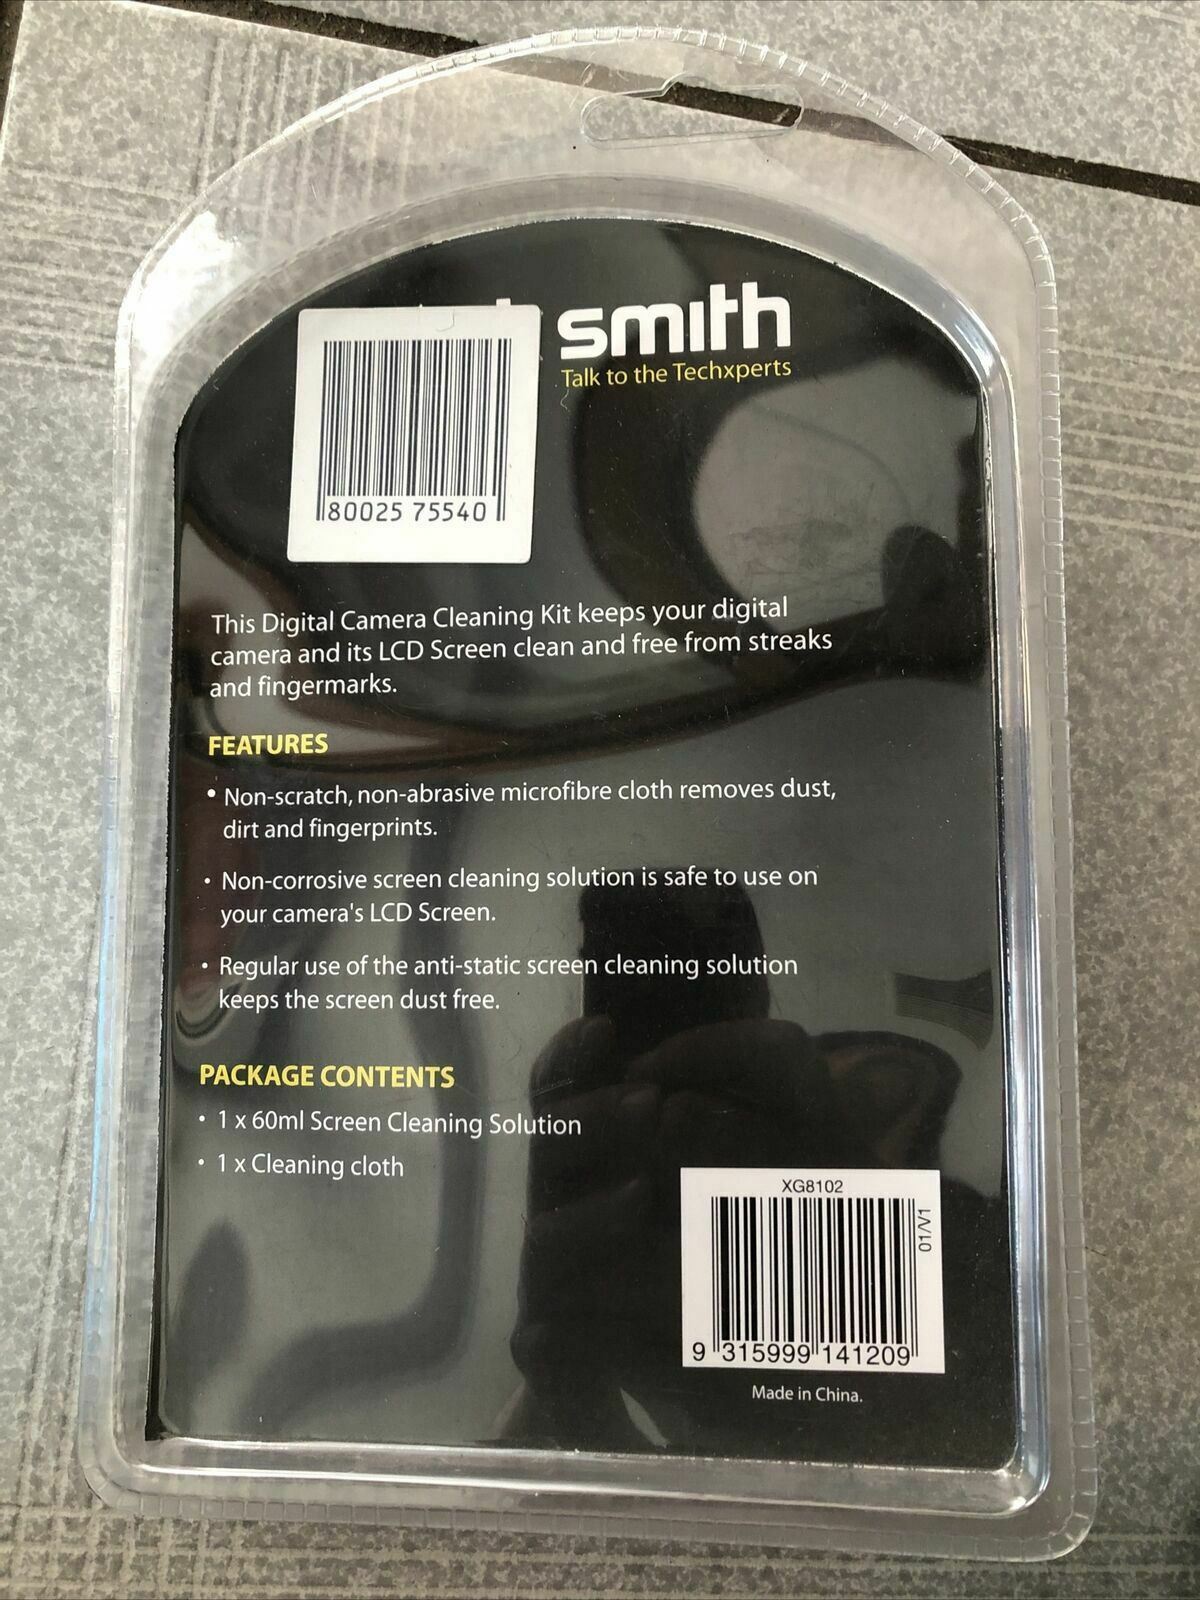 smith
Talk to the Techxperts
80025 75540
This Digital Camera Cleaning Kit keeps your digital
camera and its LCD Screen clean and free from streaks
and fingermarks.
FEATURES
• Non-scratch, non-abrasive microfibre cloth removes dust,
dirt and fingerprints.
• Non-corrosive screen cleaning solution is safe to use on
your camera's LCD Screen.
• Regular use of the anti-static screen cleaning solution
keeps the screen dust free.
PACKAGE CONTENTS
• 1 x 60ml Screen Cleaning Solution
• 1 x Cleaning cloth
XG8102
01/V1
9 315999 141209
Made in China.